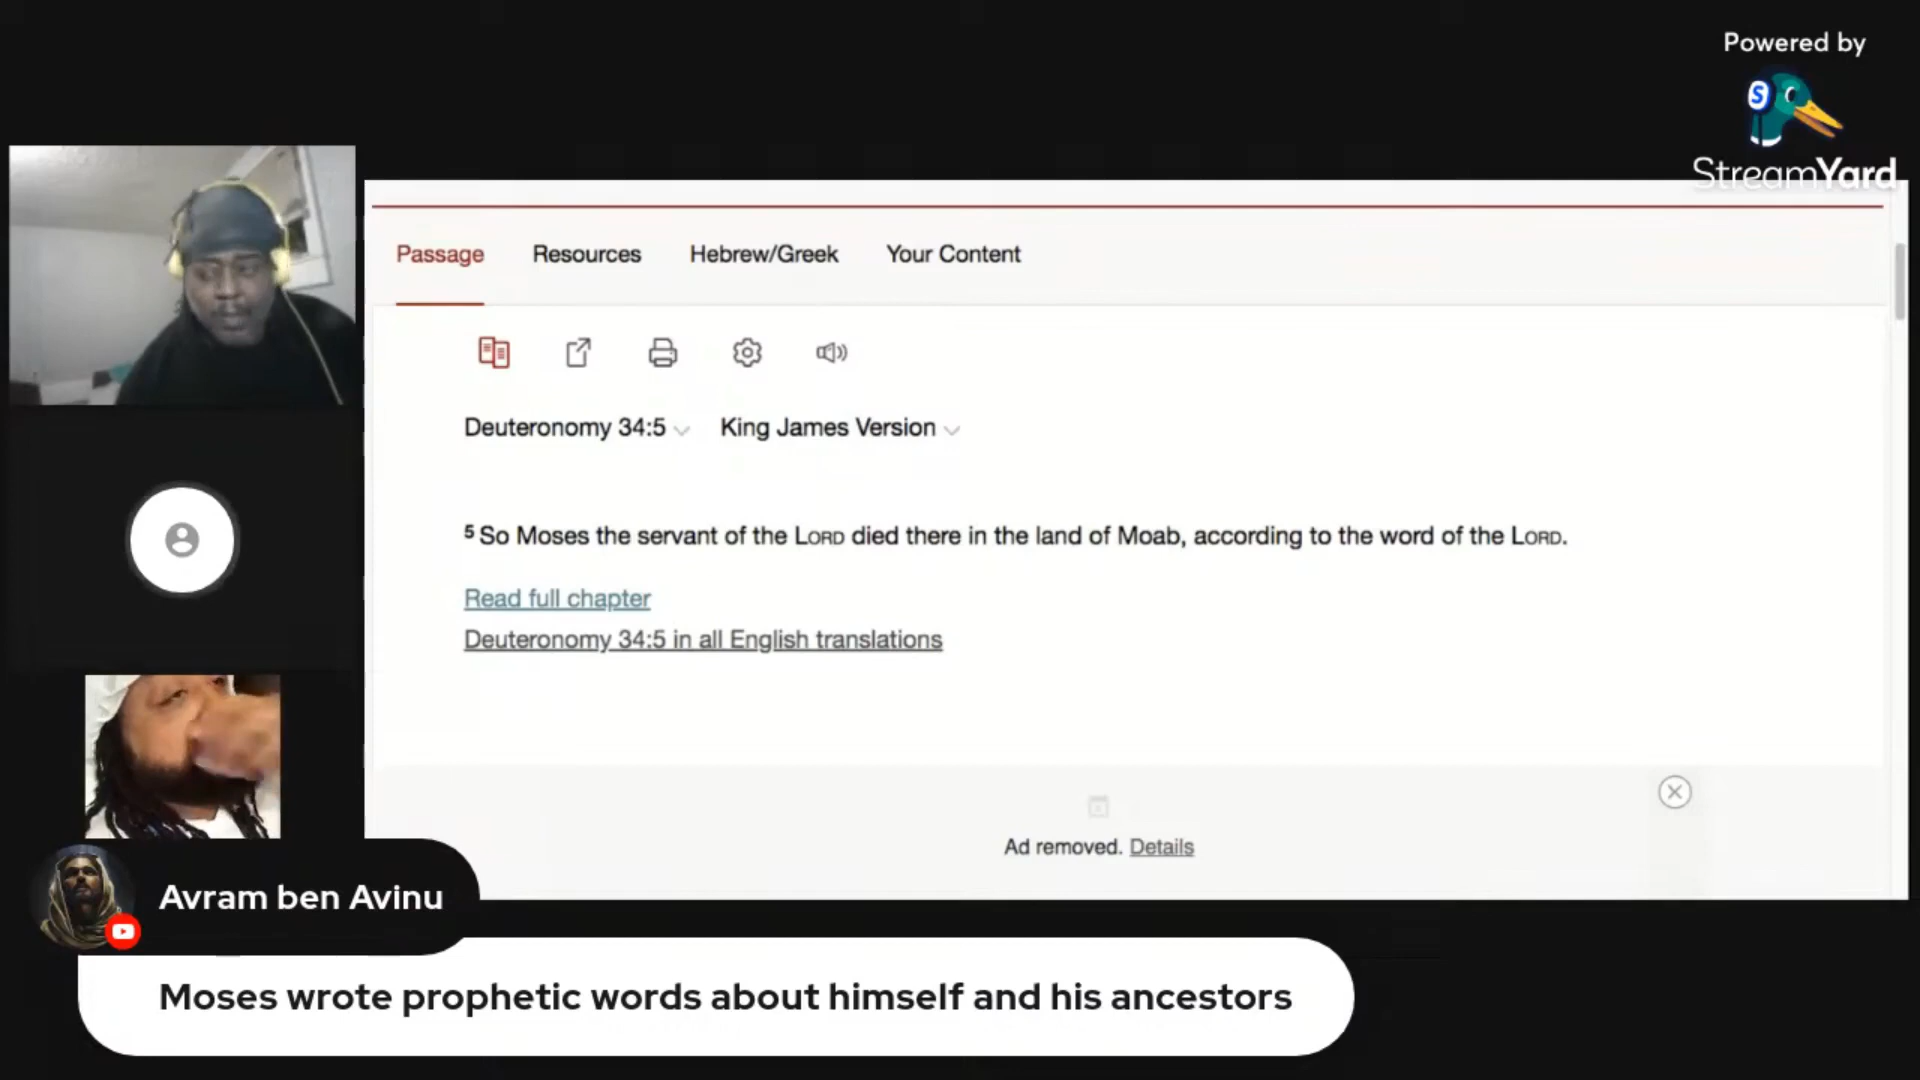 Powered by
StreamYard
Passage Resources Hebrew/Greek Your Content
Deuteronomy 34:5 King James Version
5 So Moses the servant of the LORD died there in the land of Moab, according to the word of the LORD.
Read full chapter
Deuteronomy 34:5 in all English translations
Ad removed. Details
Avram ben Avinu
Moses wrote prophetic words about himself and his ancestors